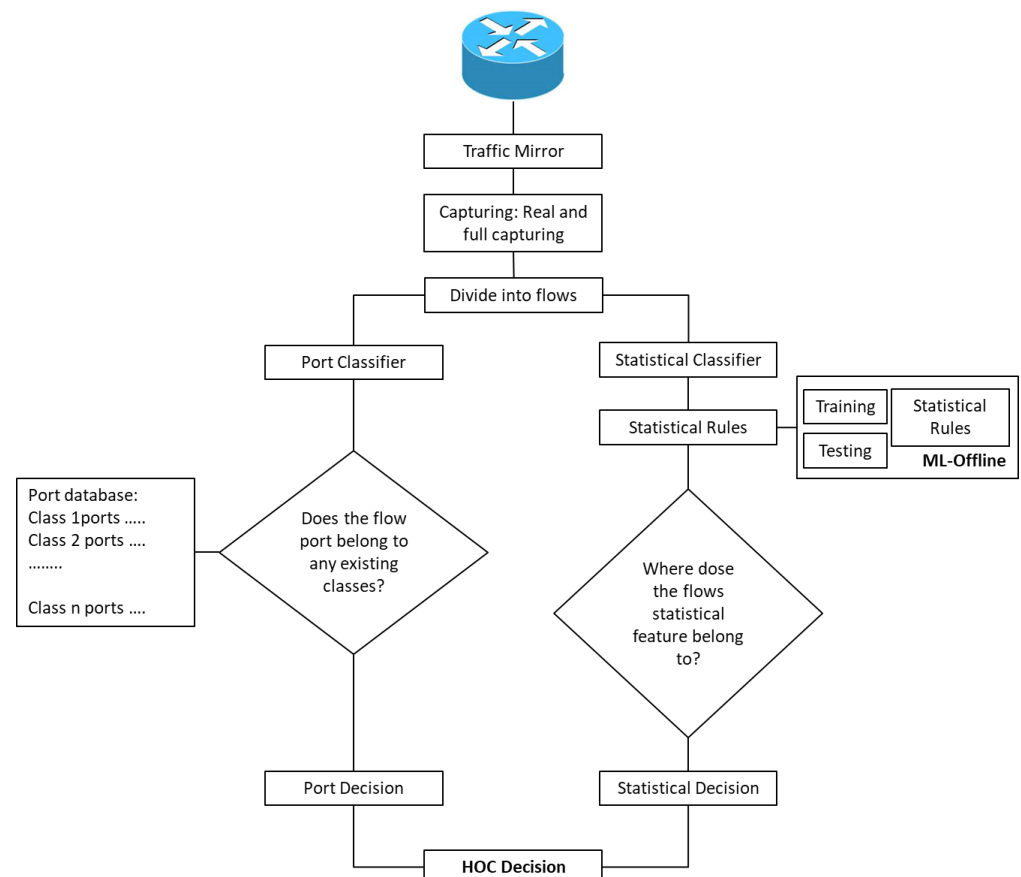 Traffic Mirror
Capturing: Real and
full capturing
Divide into flows
Port Classifier
Statistical Classifier
Statistical Rules
Training
Testing
Statistical
Rules
ML-Offline
Port database:
Class 1ports .....
Class 2 ports ....
........
Class n ports ....
Does the flow
port belong to
any existing
classes?
Where dose
the flows
statistical
feature belong
to?
Port Decision
Statistical Decision
HOC Decision